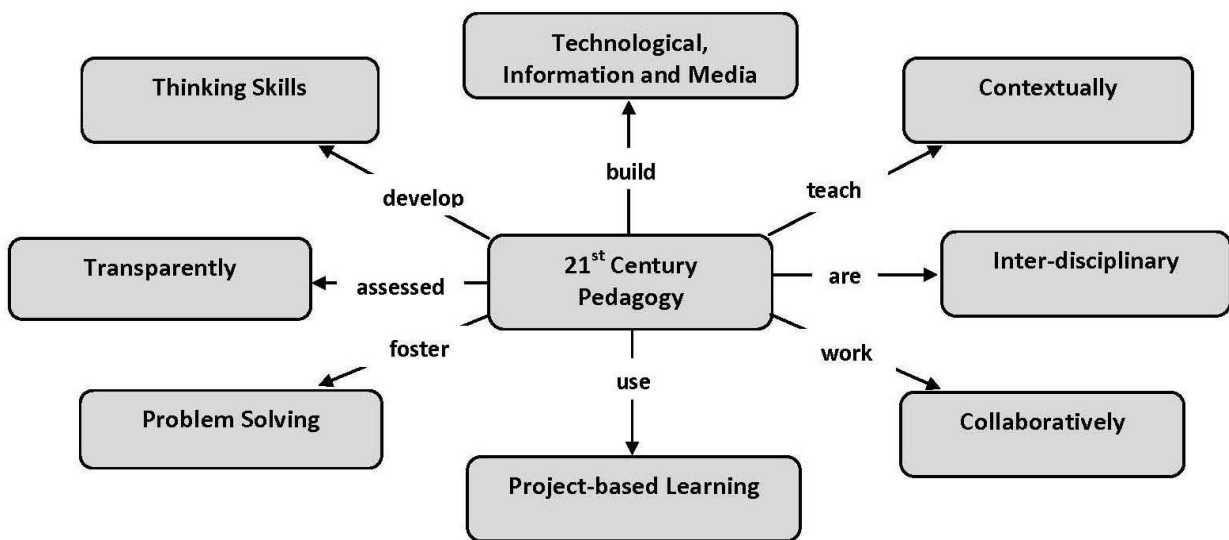 Technological,
Information and Media
Thinking Skills
Contextually
build
develop
teach
Transparently
assessed
21st Century
Pedagogy
are
Inter-disciplinary
foster
use
work
Problem Solving
Collaboratively
Project-based Learning